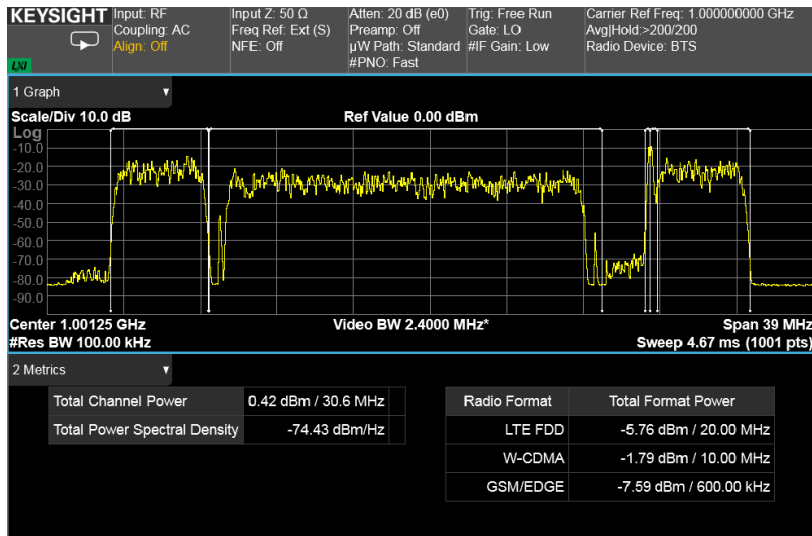 KEYSIGHT Input: RF Input Z: 50 Ω Atten: 20 dB (e0) Trig: Free Run Carrier Ref Freq: 1.000000000 GHz
Coupling: AC Freq Ref: Ext (S) Preamp: Off Gate: LO Avg|Hold:>200/200
Align: Off NFE: Off µW Path: Standard #IF Gain: Low Radio Device: BTS
LXI #PNO: Fast
1 Graph
Scale/Div 10.0 dB Ref Value 0.00 dBm
Log
-10.0
-20.0
-30.0
-40.0
-50.0
-60.0
-70.0
-80.0
-90.0
Center 1.00125 GHz Video BW 2.4000 MHz* Span 39 MHz
#Res BW 100.00 kHz Sweep 4.67 ms (1001 pts)
2 Metrics
Total Channel Power 0.42 dBm / 30.6 MHz
Total Power Spectral Density -74.43 dBm/Hz
Radio Format Total Format Power
LTE FDD -5.76 dBm / 20.00 MHz
W-CDMA -1.79 dBm / 10.00 MHz
GSM/EDGE -7.59 dBm / 600.00 kHz